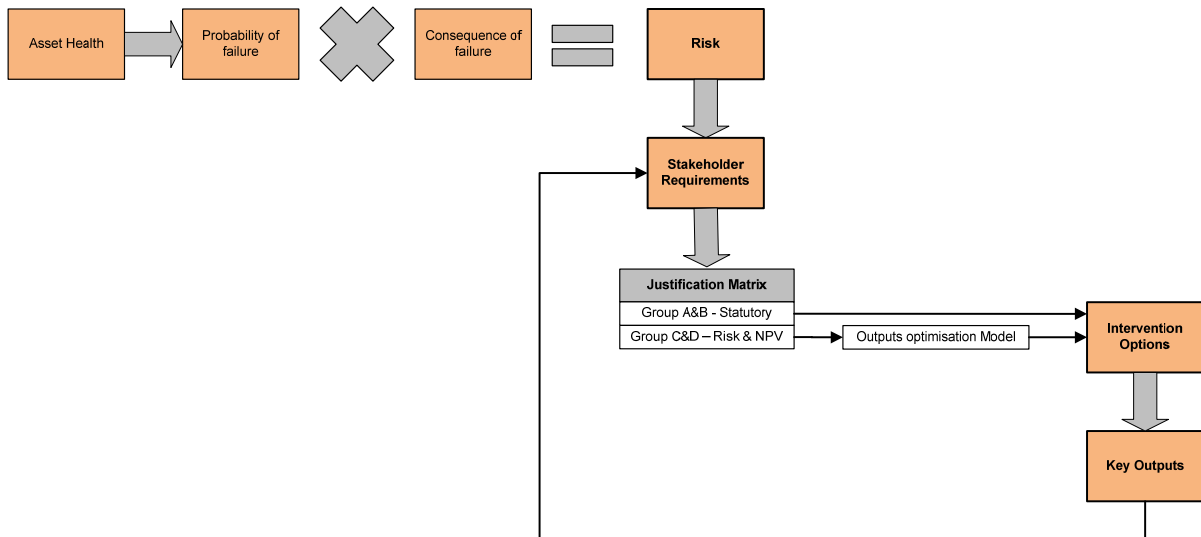 Asset Health
Probability of
failure
Consequence of
failure
Risk
Stakeholder
Requirements
Justification Matrix
Group A&B - Statutory
Group C&D – Risk & NPV
Outputs optimisation Model
Intervention
Options
Key Outputs